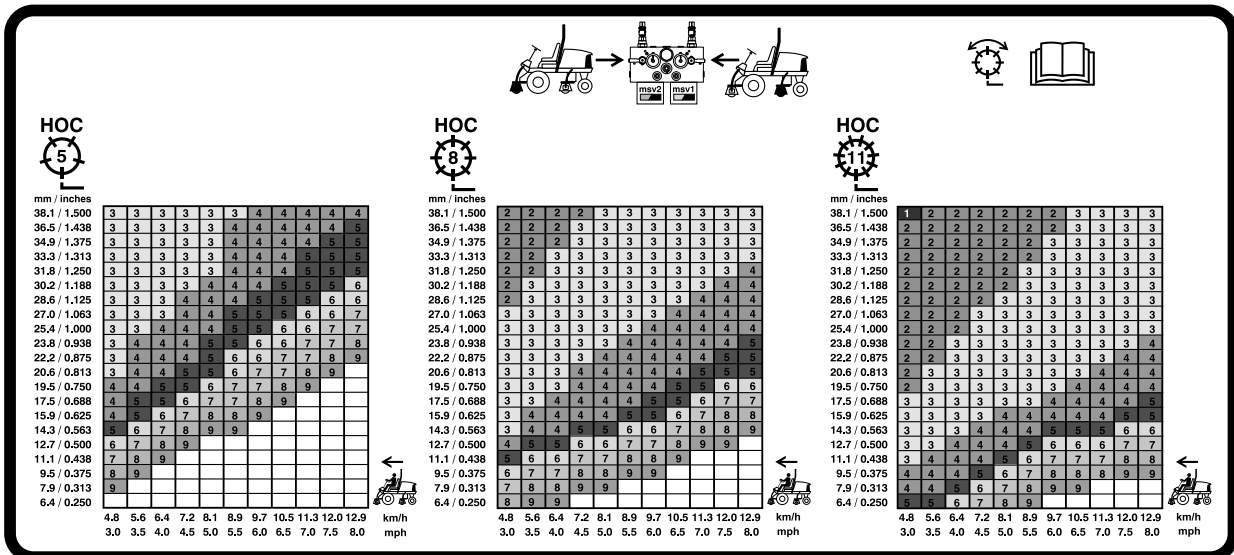 msv2 msv1
HOC HOC HOC
5 8 11
mm / inches
38.1 / 1.500 3 3 3 3 3 3 4 4 4 4 4
36.5 / 1.438 3 3 3 3 3 4 4 4 4 4 5
34.9 / 1.375 3 3 3 3 3 4 4 4 4 5 5
33.3 / 1.313 3 3 3 3 3 4 4 4 5 5 5
31.8 / 1.250 3 3 3 3 3 4 4 4 5 5 5
30.2 / 1.188 3 3 3 3 4 4 4 5 5 5 6
28.6 / 1.125 3 3 3 4 4 4 5 5 5 6 6
27.0 / 1.063 3 3 3 4 4 5 5 5 6 6 7
25.4 / 1.000 3 3 4 4 4 5 5 6 6 7 7
23.8 / 0.938 3 4 4 4 5 5 6 6 7 7 8
22.2 / 0.875 3 4 4 4 5 6 6 7 7 8 9
20.6 / 0.813 3 4 4 5 5 6 7 7 8 9
19.5 / 0.750 4 4 5 5 6 7 7 8 9
17.5 / 0.688 4 5 5 6 7 7 8 9
15.9 / 0.625 4 5 6 7 7 8 9
14.3 / 0.563 5 6 7 8 9 9
12.7 / 0.500 6 7 8 9
11.1 / 0.438 7 8 9
9.5 / 0.375 8 9
7.9 / 0.313 9
6.4 / 0.250
4.8 5.6 6.4 7.2 8.1 8.9 9.7 10.5 11.3 12.0 12.9 km/h
3.0 3.5 4.0 4.5 5.0 5.5 6.0 6.5 7.0 7.5 8.0 mph
mm / inches
38.1 / 1.500 2 2 2 2 3 3 3 3 3 3 3
36.5 / 1.438 2 2 2 3 3 3 3 3 3 3 3
34.9 / 1.375 2 2 2 3 3 3 3 3 3 3 3
33.3 / 1.313 2 2 3 3 3 3 3 3 3 3 3
31.8 / 1.250 2 2 3 3 3 3 3 3 3 3 4
30.2 / 1.188 2 3 3 3 3 3 3 3 3 4 4
28.6 / 1.125 2 3 3 3 3 3 3 3 4 4 4
27.0 / 1.063 3 3 3 3 3 3 3 4 4 4 4
25.4 / 1.000 3 3 3 3 3 3 4 4 4 4 4
23.8 / 0.938 3 3 3 3 3 4 4 4 4 4 5
22.2 / 0.875 3 3 3 3 4 4 4 4 4 5 5
20.6 / 0.813 3 3 3 4 4 4 4 4 5 5 5
19.5 / 0.750 3 3 3 4 4 4 4 5 5 6 6
17.5 / 0.688 3 3 4 4 4 4 5 5 6 6 7
15.9 / 0.625 3 4 4 4 4 5 5 6 6 7 8
14.3 / 0.563 3 4 4 5 5 6 6 7 7 8 9
12.7 / 0.500 4 5 5 6 6 7 7 8 9 9
11.1 / 0.438 5 6 6 7 7 8 8 9
9.5 / 0.375 6 7 7 8 8 9 9
7.9 / 0.313 7 8 8 9 9
6.4 / 0.250 8 9 9
4.8 5.6 6.4 7.2 8.1 8.9 9.7 10.5 11.3 12.0 12.9 km/h
3.0 3.5 4.0 4.5 5.0 5.5 6.0 6.5 7.0 7.5 8.0 mph
mm / inches
38.1 / 1.500 1 2 2 2 2 2 2 3 3 3 3
36.5 / 1.438 2 2 2 2 2 2 2 3 3 3 3
34.9 / 1.375 2 2 2 2 2 2 3 3 3 3 3
33.3 / 1.313 2 2 2 2 2 2 3 3 3 3 3
31.8 / 1.250 2 2 2 2 2 3 3 3 3 3 3
30.2 / 1.188 2 2 2 2 2 3 3 3 3 3 3
28.6 / 1.125 2 2 2 2 3 3 3 3 3 3 3
27.0 / 1.063 2 2 2 3 3 3 3 3 3 3 3
25.4 / 1.000 2 2 2 3 3 3 3 3 3 3 3
23.8 / 0.938 2 2 3 3 3 3 3 3 3 3 4
22.2 / 0.875 2 2 3 3 3 3 3 3 3 4 4
20.6 / 0.813 2 3 3 3 3 3 3 3 4 4 4
19.5 / 0.750 2 3 3 3 3 3 3 4 4 4 4
17.5 / 0.688 3 3 3 3 3 3 4 4 4 4 5
15.9 / 0.625 3 3 3 3 4 4 4 4 4 5 5
14.3 / 0.563 3 3 3 4 4 4 5 5 5 6 6
12.7 / 0.500 3 3 4 4 4 5 6 6 6 7 7
11.1 / 0.438 3 4 4 4 5 6 6 7 7 8 8
9.5 / 0.375 4 4 4 5 6 7 7 8 8 9 9
7.9 / 0.313 4 4 5 6 7 8 9 9
6.4 / 0.250 5 5 6 7 8 9
4.8 5.6 6.4 7.2 8.1 8.9 9.7 10.5 11.3 12.0 12.9 km/h
3.0 3.5 4.0 4.5 5.0 5.5 6.0 6.5 7.0 7.5 8.0 mph